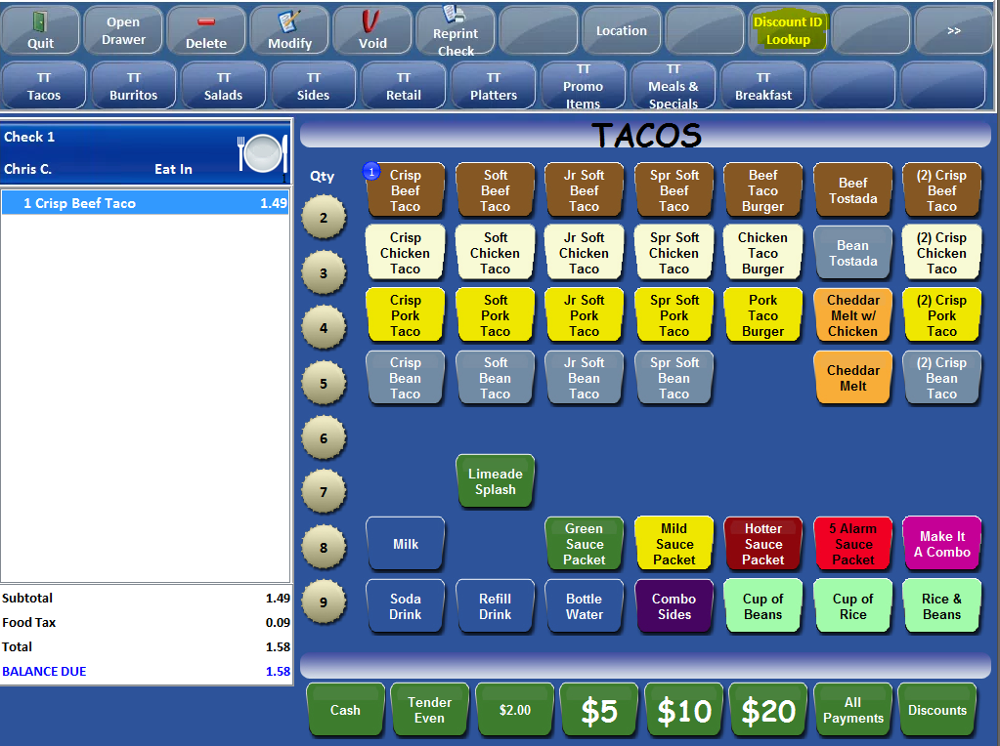 Quit
Open
Drawer
Delete
Modify
Void
Reprint
Check
Location
Discount ID
Lookup
>>
TT
Tacos
TT
Burritos
TT
Salads
TT
Sides
TT
Retail
TT
Platters
TT
Promo
Items
TT
Meals &
Specials
TT
Breakfast
Check 1
Chris C.
Eat In
1 Crisp Beef Taco 1.49
Subtotal 1.49
Food Tax 0.09
Total 1.58
BALANCE DUE 1.58
TACOS
Qty
2
3
4
5
6
7
8
9
1
Crisp
Beef
Taco
Soft
Beef
Taco
Jr Soft
Beef
Taco
Spr Soft
Beef
Taco
Beef
Taco
Burger
Beef
Tostada
(2) Crisp
Beef
Taco
Crisp
Chicken
Taco
Soft
Chicken
Taco
Jr Soft
Chicken
Taco
Spr Soft
Chicken
Taco
Chicken
Taco
Burger
Bean
Tostada
(2) Crisp
Chicken
Taco
Crisp
Pork
Taco
Soft
Pork
Taco
Jr Soft
Pork
Taco
Spr Soft
Pork
Taco
Pork
Taco
Burger
Cheddar
Melt w/
Chicken
(2) Crisp
Pork
Taco
Crisp
Bean
Taco
Soft
Bean
Taco
Jr Soft
Bean
Taco
Spr Soft
Bean
Taco
Cheddar
Melt
(2) Crisp
Bean
Taco
Limeade
Splash
Milk
Green
Sauce
Packet
Mild
Sauce
Packet
Hotter
Sauce
Packet
5 Alarm
Sauce
Packet
Make It
A Combo
Soda
Drink
Refill
Drink
Bottle
Water
Combo
Sides
Cup of
Beans
Cup of
Rice
Rice &
Beans
Cash
Tender
Even
$2.00
$5
$10
$20
All
Payments
Discounts